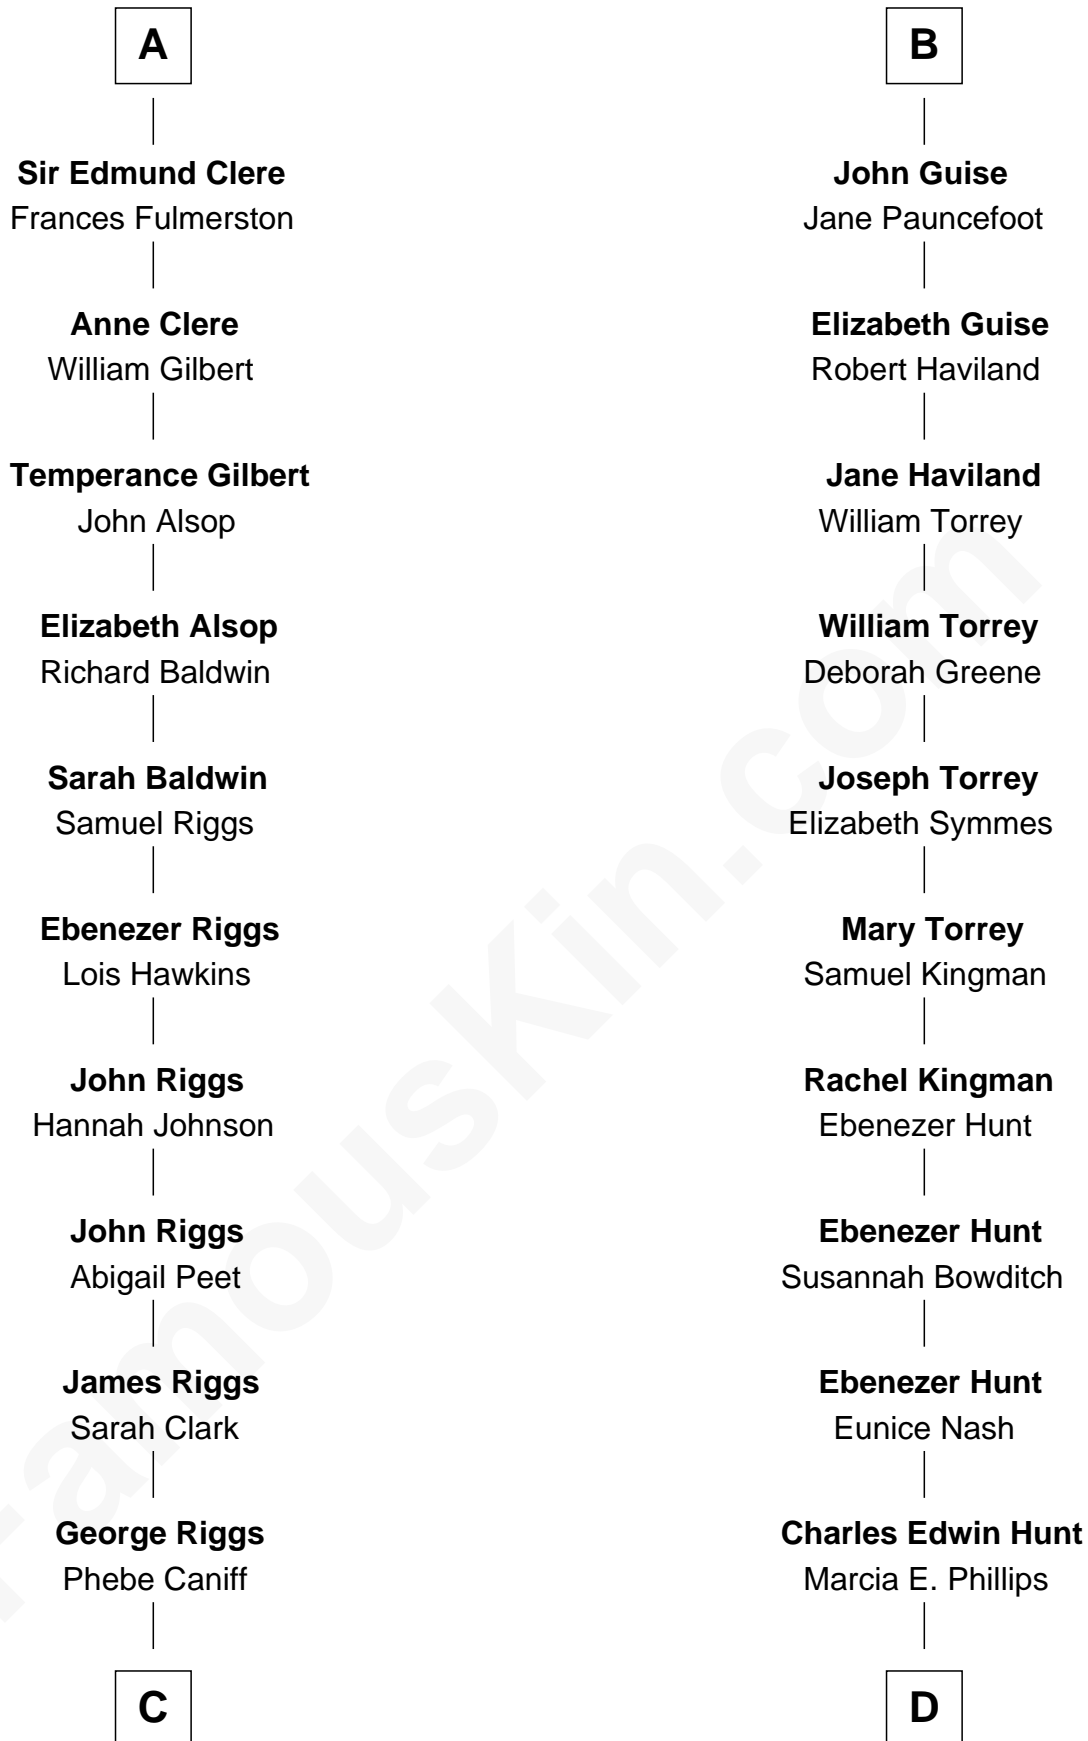 A
Sir Edmund Clere
Frances Fulmerston
Anne Clere
William Gilbert
Temperance Gilbert
John Alsop
Elizabeth Alsop
Richard Baldwin
Sarah Baldwin
Samuel Riggs
Ebenezer Riggs
Lois Hawkins
John Riggs
Hannah Johnson
John Riggs
Abigail Peet
James Riggs
Sarah Clark
George Riggs
Phebe Caniff
C
B
John Guise
Jane Pauncefoot
Elizabeth Guise
Robert Haviland
Jane Haviland
William Torrey
William Torrey
Deborah Greene
Joseph Torrey
Elizabeth Symmes
Mary Torrey
Samuel Kingman
Rachel Kingman
Ebenezer Hunt
Ebenezer Hunt
Susannah Bowditch
Ebenezer Hunt
Eunice Nash
Charles Edwin Hunt
Marcia E. Phillips
D
FamousKin.com